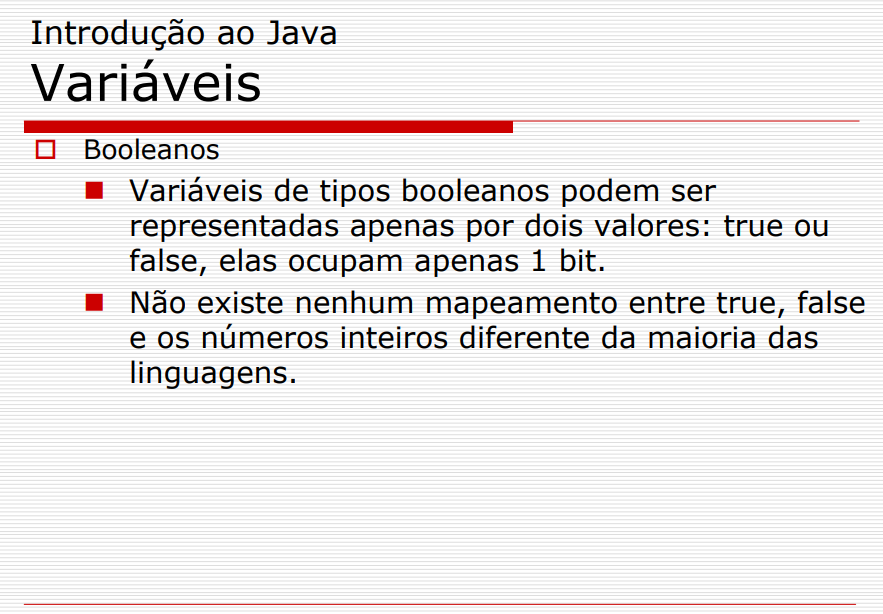 Introdução ao Java
Variáveis
Booleanos
Variáveis de tipos booleanos podem ser
representadas apenas por dois valores: true ou
false, elas ocupam apenas 1 bit.
Não existe nenhum mapeamento entre true, false
e os números inteiros diferente da maioria das
linguagens.